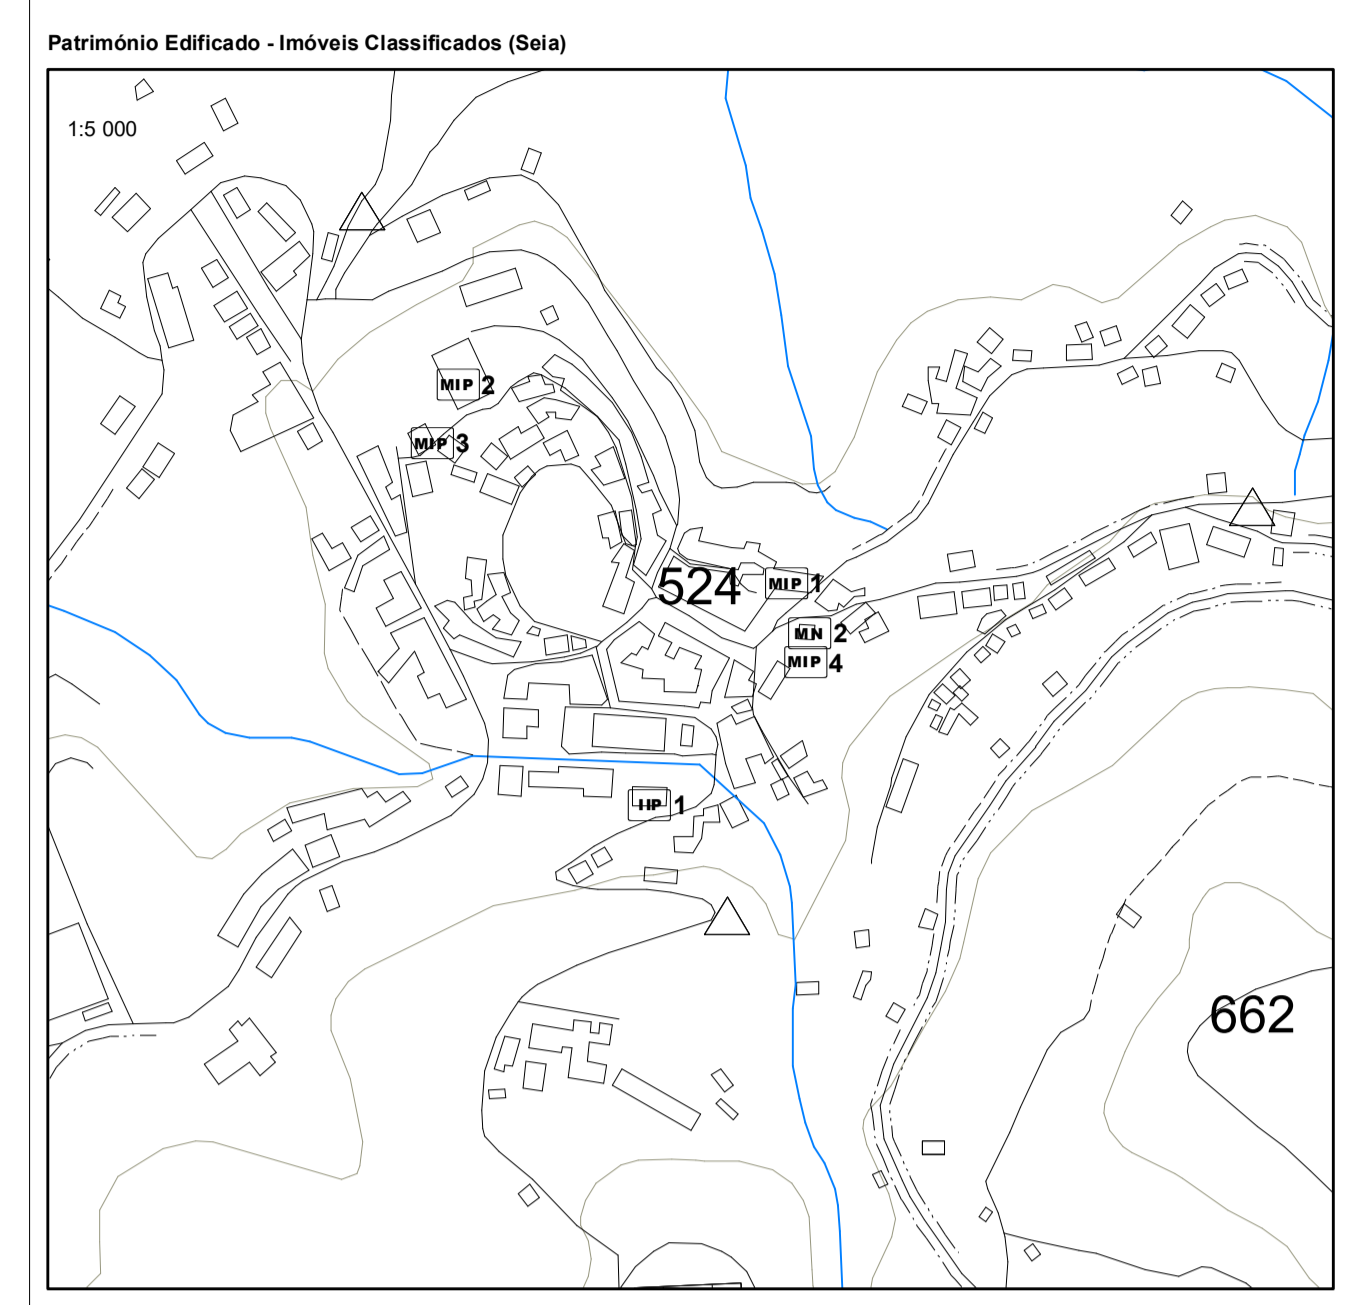 Património Edificado - Imóveis Classificados (Seia)
1:5 000
MIP 2
MIP 3
524
MIP 1
MN 2
MIP 4
IIP 1
662